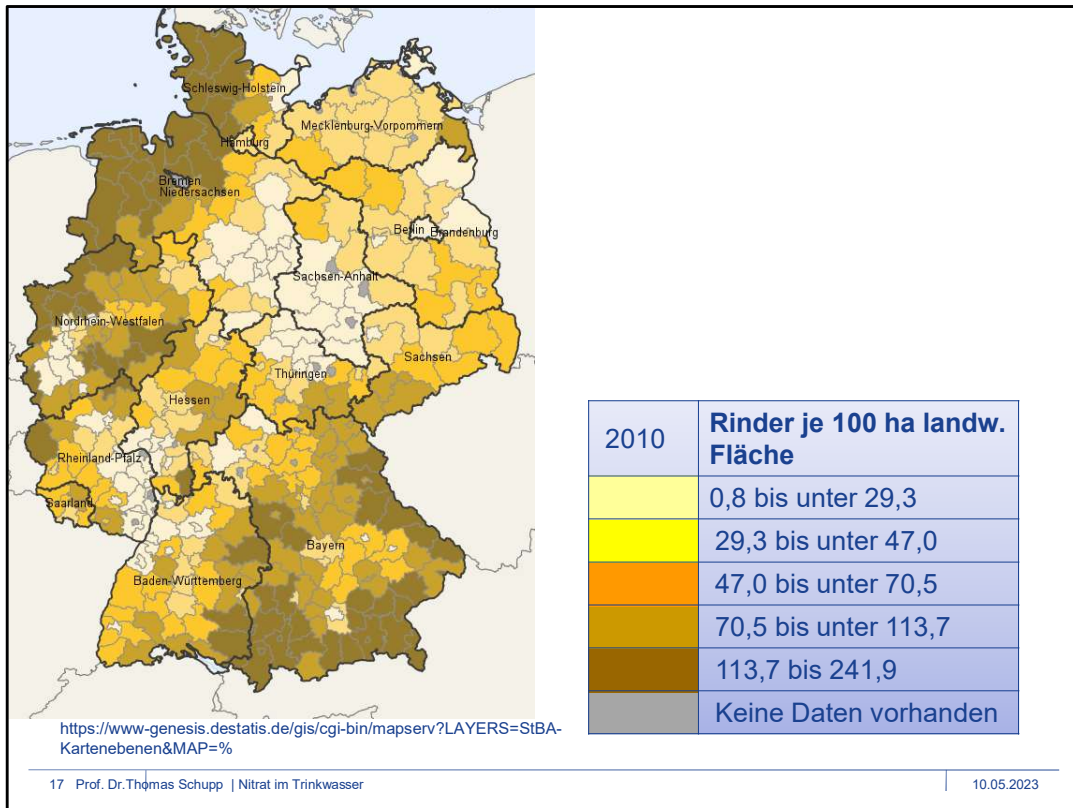 Schleswig-Holstein
Mecklenburg-Vorpommern
Hamburg
Bremen
Niedersachsen
Berlin
Brandenburg
Sachsen-Anhalt
Nordrhein-Westfalen
Sachsen
Thüringen
Hessen
Rheinland-Pfalz
Saarland
Bayern
Baden-Württemberg
2010
Rinder je 100 ha landw.
Fläche
0,8 bis unter 29,3
29,3 bis unter 47,0
47,0 bis unter 70,5
70,5 bis unter 113,7
113,7 bis 241,9
Keine Daten vorhanden
https://www-genesis.destatis.de/gis/cgi-bin/mapserv?LAYERS=StBA-
Kartenebenen&MAP=%
17 Prof. Dr.Thomas Schupp | Nitrat im Trinkwasser
10.05.2023